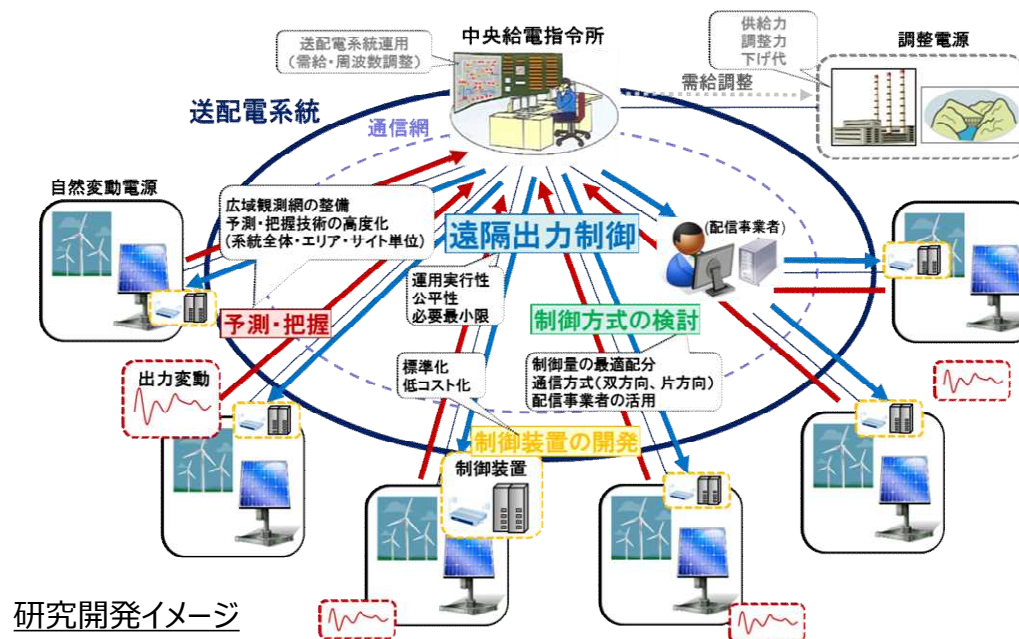 中央給電指令所
送配電系統運用
(需給・周波数調整)
供給力
調整力
下げ代
調整電源
需給調整
送配電系統
通信網
自然変動電源
広域観測網の整備
予測・把握技術の高度化
(系統全体・エリア・サイト単位)
遠隔出力制御
(配信事業者)
運用実行性
公平性
必要最小限
予測・把握
制御方式の検討
出力変動
標準化
低コスト化
制御量の最適配分
通信方式(双方向、片方向)
配信事業者の活用
制御装置の開発
制御装置
研究開発イメージ